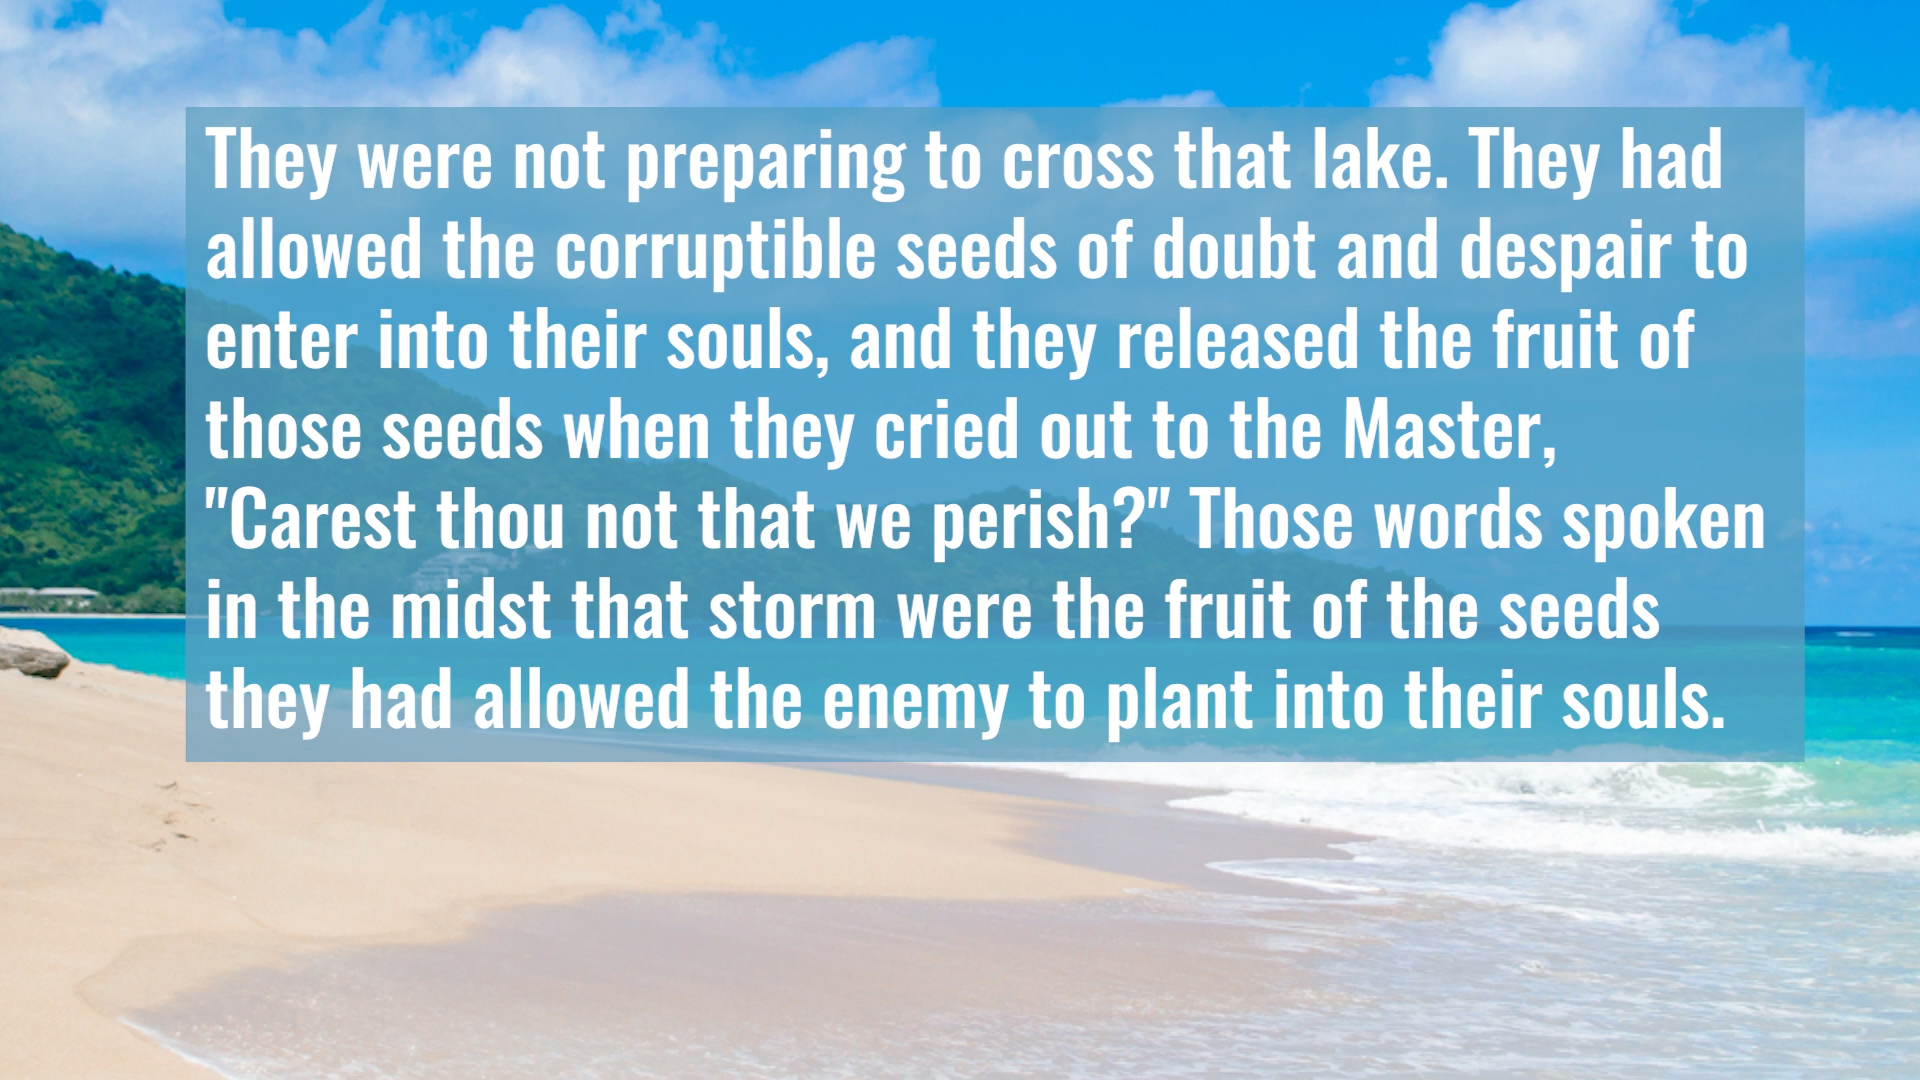 They were not preparing to cross that lake. They had
allowed the corruptible seeds of doubt and despair to
enter into their souls, and they released the fruit of
those seeds when they cried out to the Master,
"Carest thou not that we perish?" Those words spoken
in the midst that storm were the fruit of the seeds
they had allowed the enemy to plant into their souls.